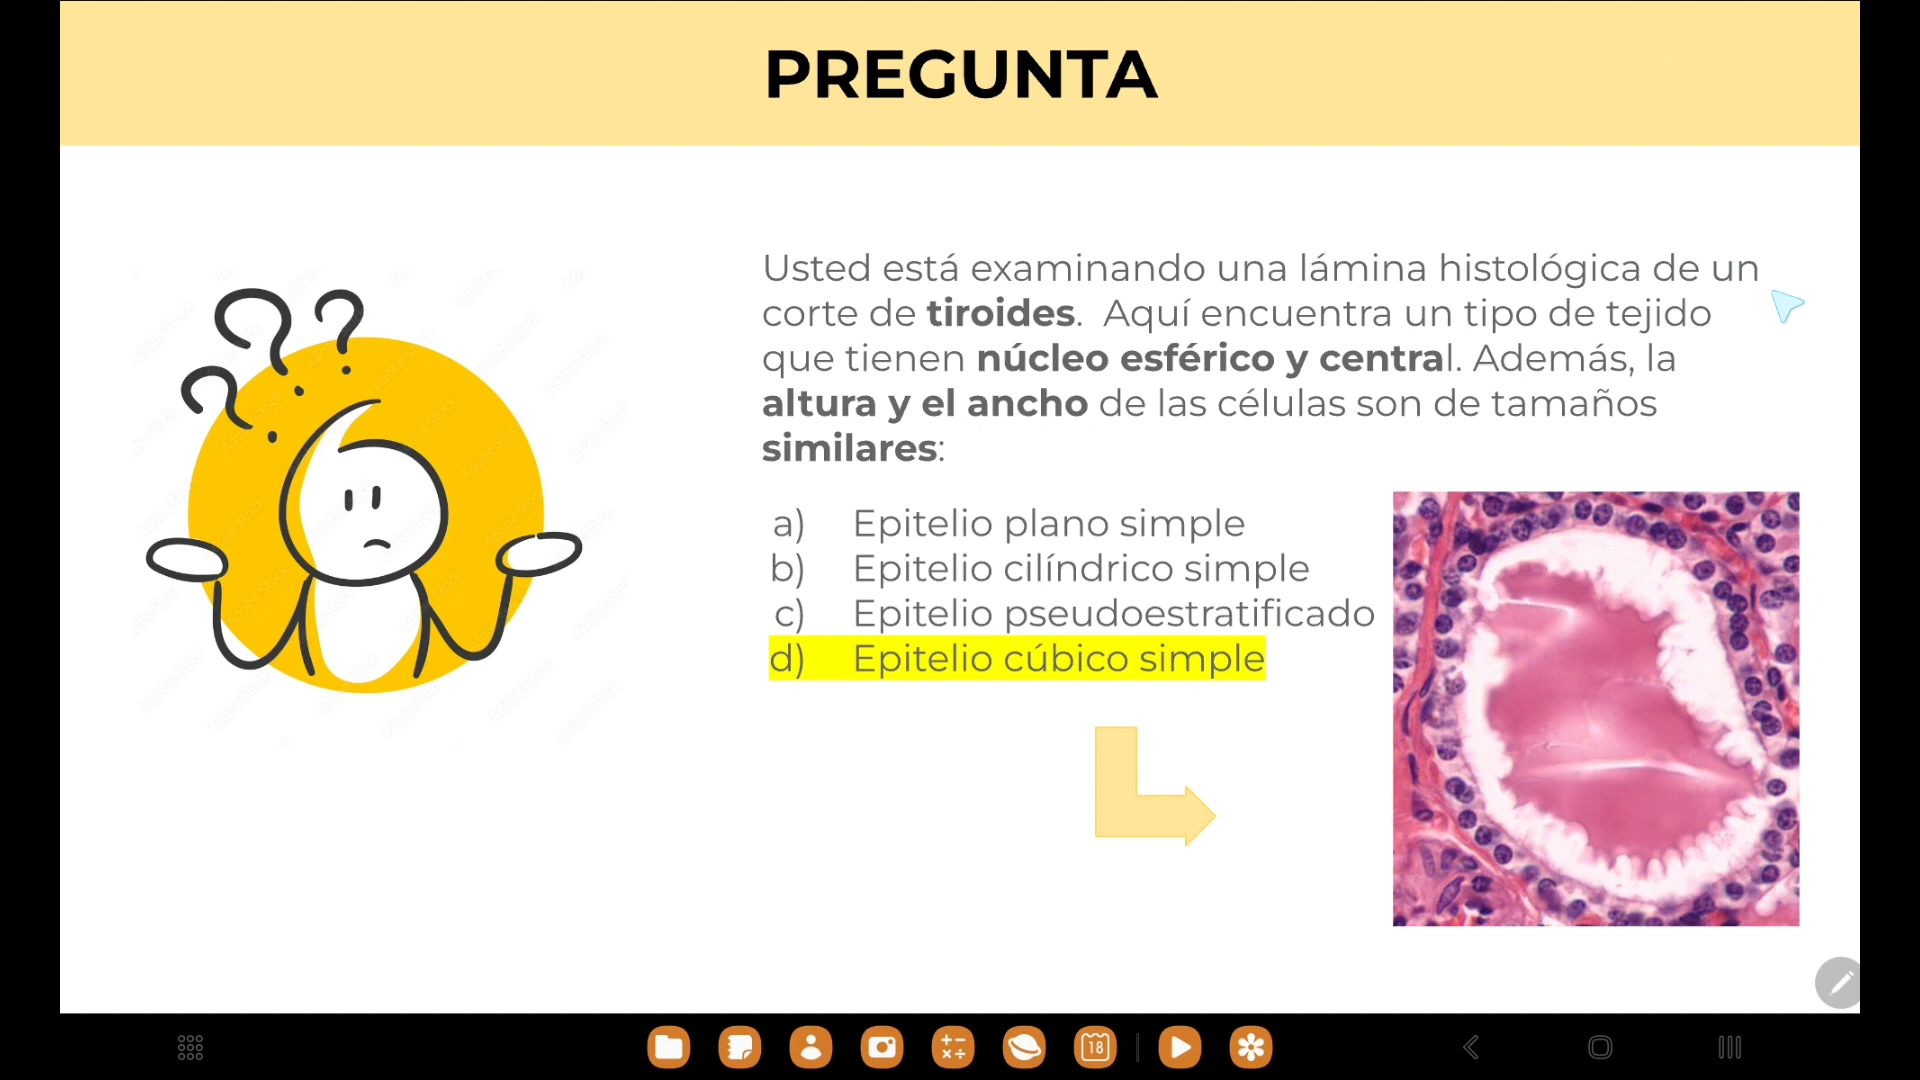 PREGUNTA
Usted está examinando una lámina histológica de un
corte de tiroides. Aquí encuentra un tipo de tejido
que tienen núcleo esférico y central. Además, la
altura y el ancho de las células son de tamaños
similares:
a) Epitelio plano simple
b) Epitelio cilíndrico simple
c) Epitelio pseudoestratificado
d) Epitelio cúbico simple
18